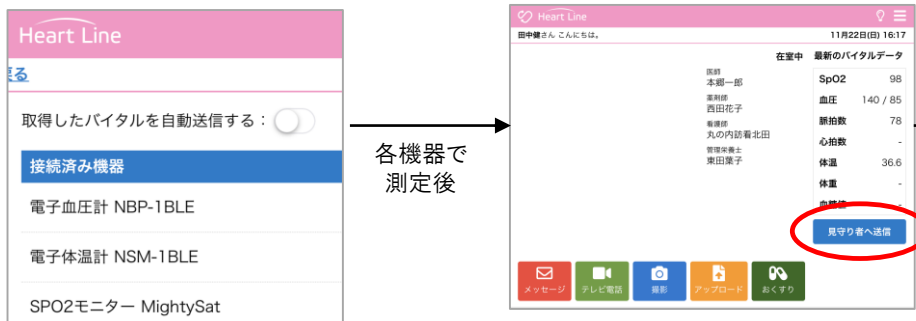 Heart Line
戻る
取得したバイタルを自動送信する：
接続済み機器
電子血圧計 NBP-1BLE
電子体温計 NSM-1BLE
SPO2モニター MightySat
各機器で
測定後
Heart Line
田中健さん こんにちは。 11月22日(日) 16:17
在室中 最新のバイタルデータ
医師
本郷一郎
薬剤師
西田花子
看護師
丸の内訪看北田
管理栄養士
東田葉子
SpO2 98
血圧 140 / 85
脈拍数 78
心拍数 -
体温 36.6
体重 -
血糖値 -
見守り者へ送信
メッセージ テレビ電話 撮影 アップロード おくすり